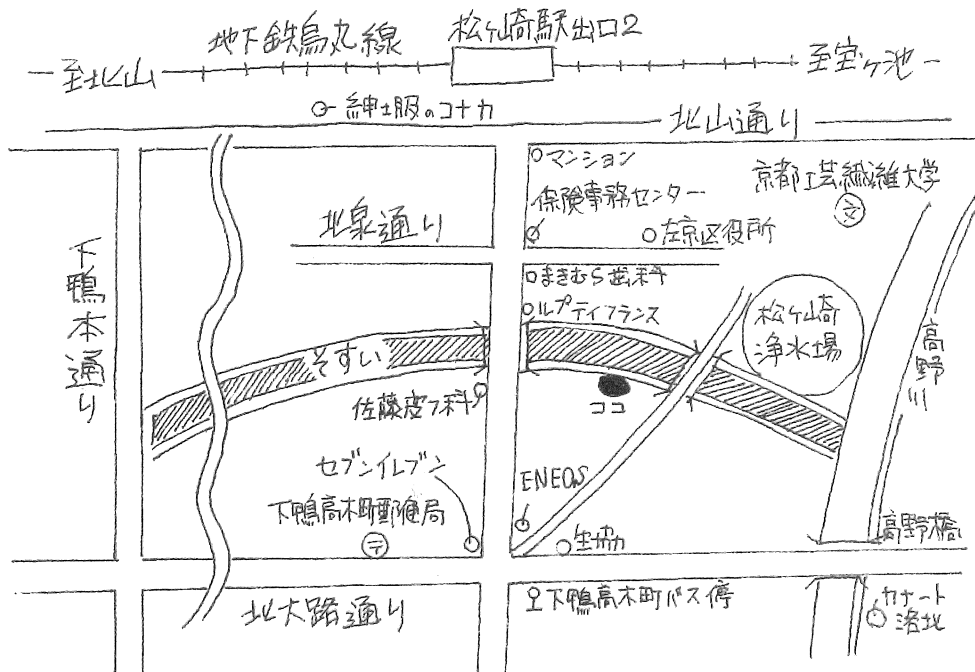 地下鉄烏丸線
松ヶ崎駅出口2
至北山
至宝ヶ池
紳士服のコナカ
北山通り
マンション
京都工芸繊維大学
文
保険事務センター
左京区役所
北泉通り
下鴨本通り
まきむら歯科
ルプティフランス
松ヶ崎
浄水場
高野川
そすい
ココ
佐藤皮フ科
セブンイレブン
ENEOS
下鴨高木町郵便局
〒
生協
高野橋
北大路通り
下鴨高木町バス停
カナート
洛北